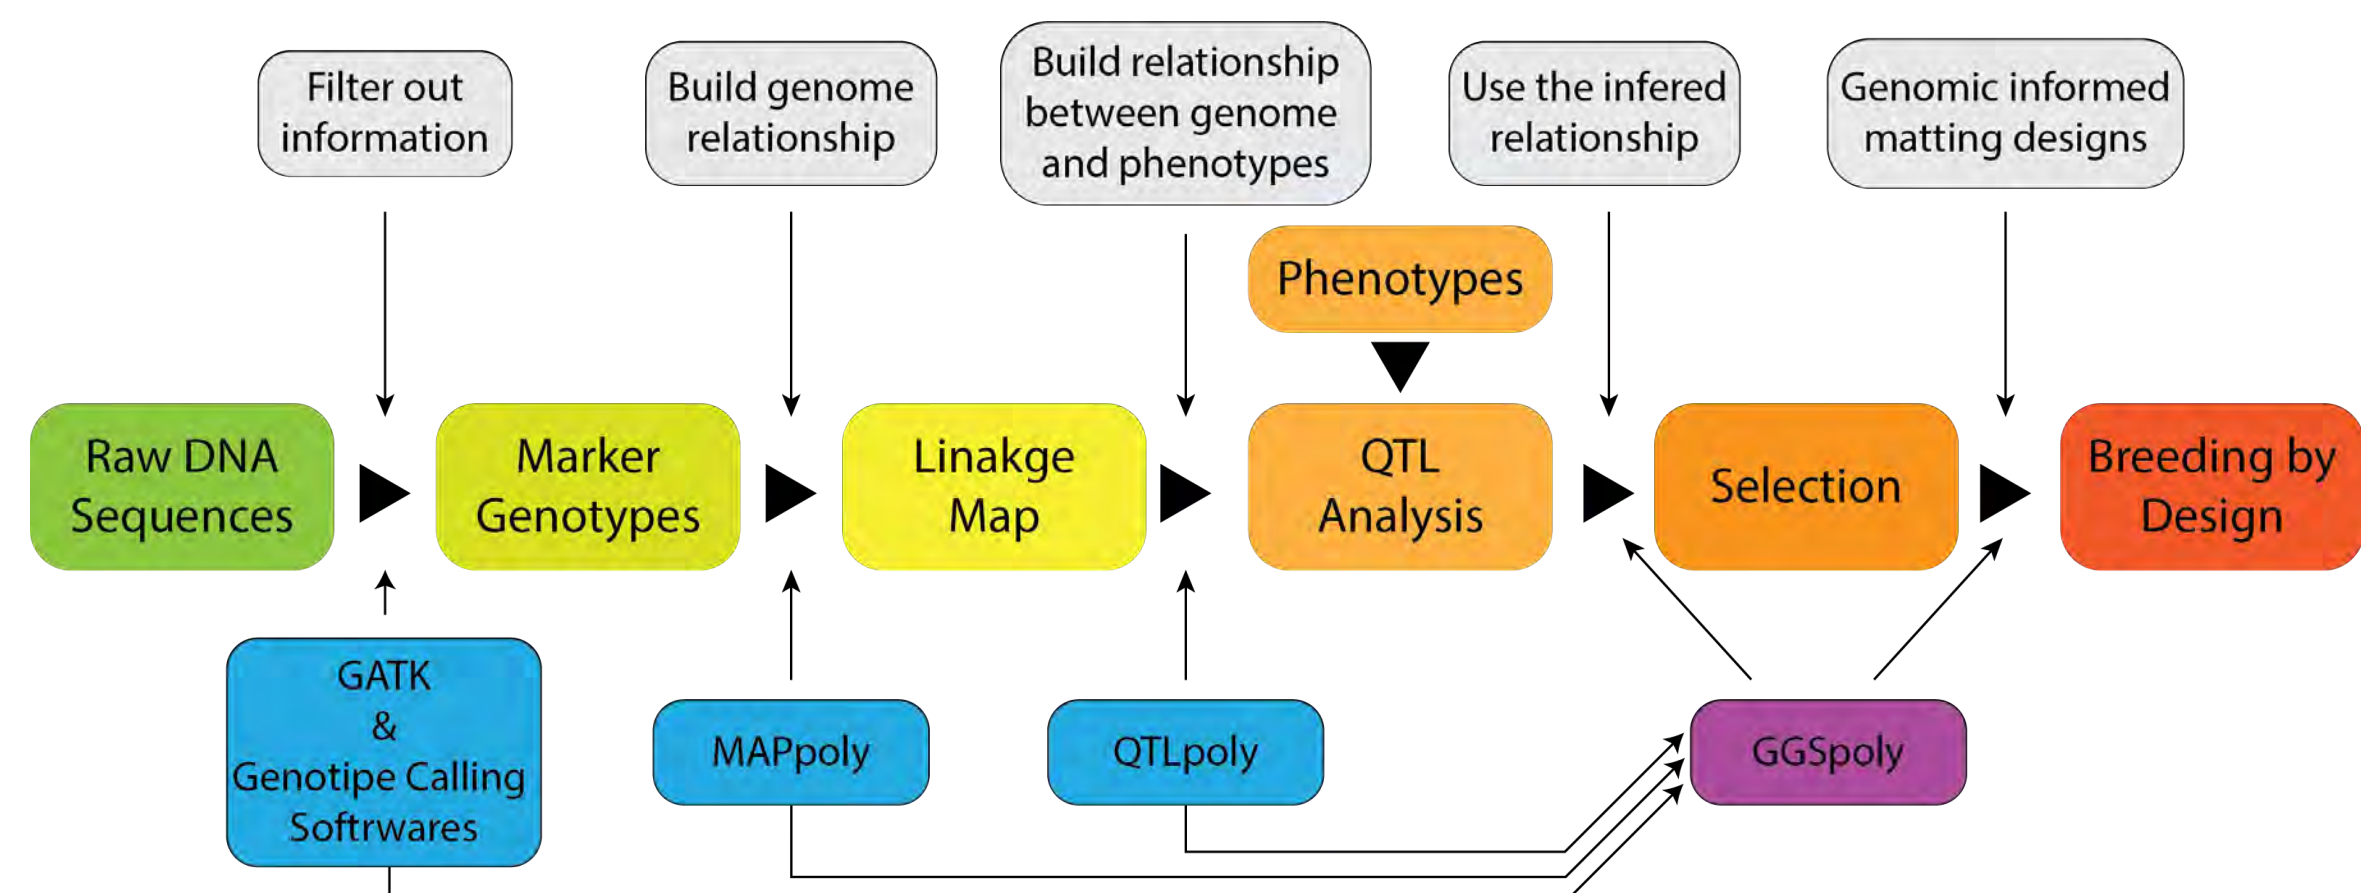 Filter out
information
Build genome
relationship
Build relationship
between genome
and phenotypes
Use the infered
relationship
Genomic informed
matting designs
Phenotypes
Raw DNA
Sequences
Marker
Genotypes
Linakge
Map
QTL
Analysis
Selection
Breeding by
Design
GATK
&
Genotipe Calling
Softrwares
MAPpoly
QTLpoly
GGSpoly